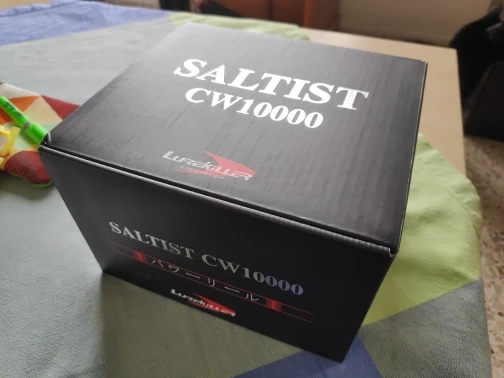 SALTIST
CW10000
LUREKILLER
SALTIST CW10000
パワーリール
LUREKILLER